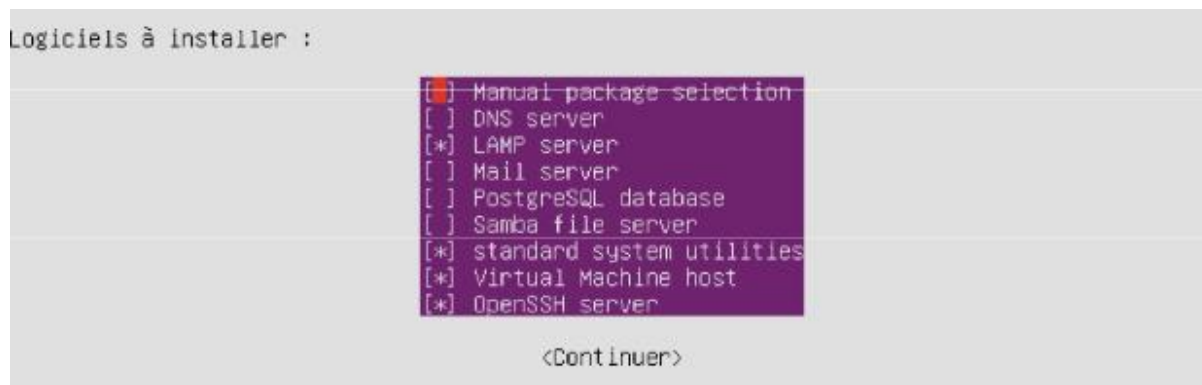 Logiciels à installer :
[ ] Manual package selection
[ ] DNS server
[*] LAMP server
[ ] Mail server
[ ] PostgreSQL database
[ ] Samba file server
[*] standard system utilities
[*] Virtual Machine host
[*] OpenSSH server
<Continuer>